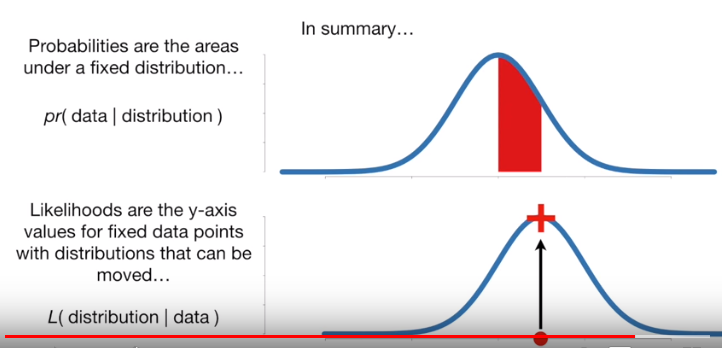 In summary…
Probabilities are the areas
under a fixed distribution…
pr( data | distribution )
Likelihoods are the y-axis
values for fixed data points
with distributions that can be
moved…
L( distribution | data )